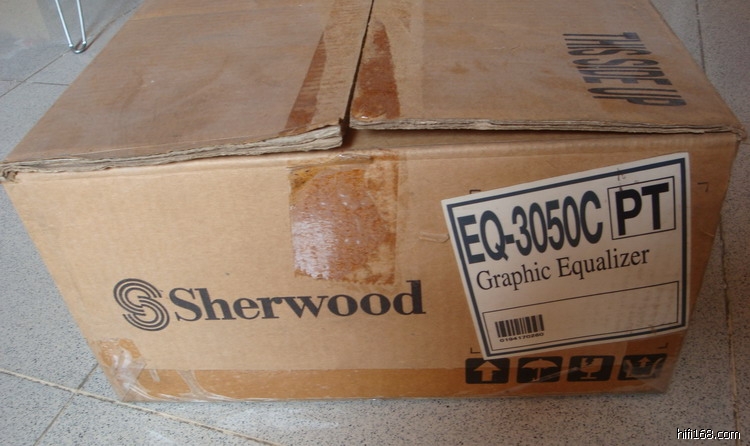 THIS SIDE UP
EQ-3050C PT
Graphic Equalizer
Sherwood
hifi168.com